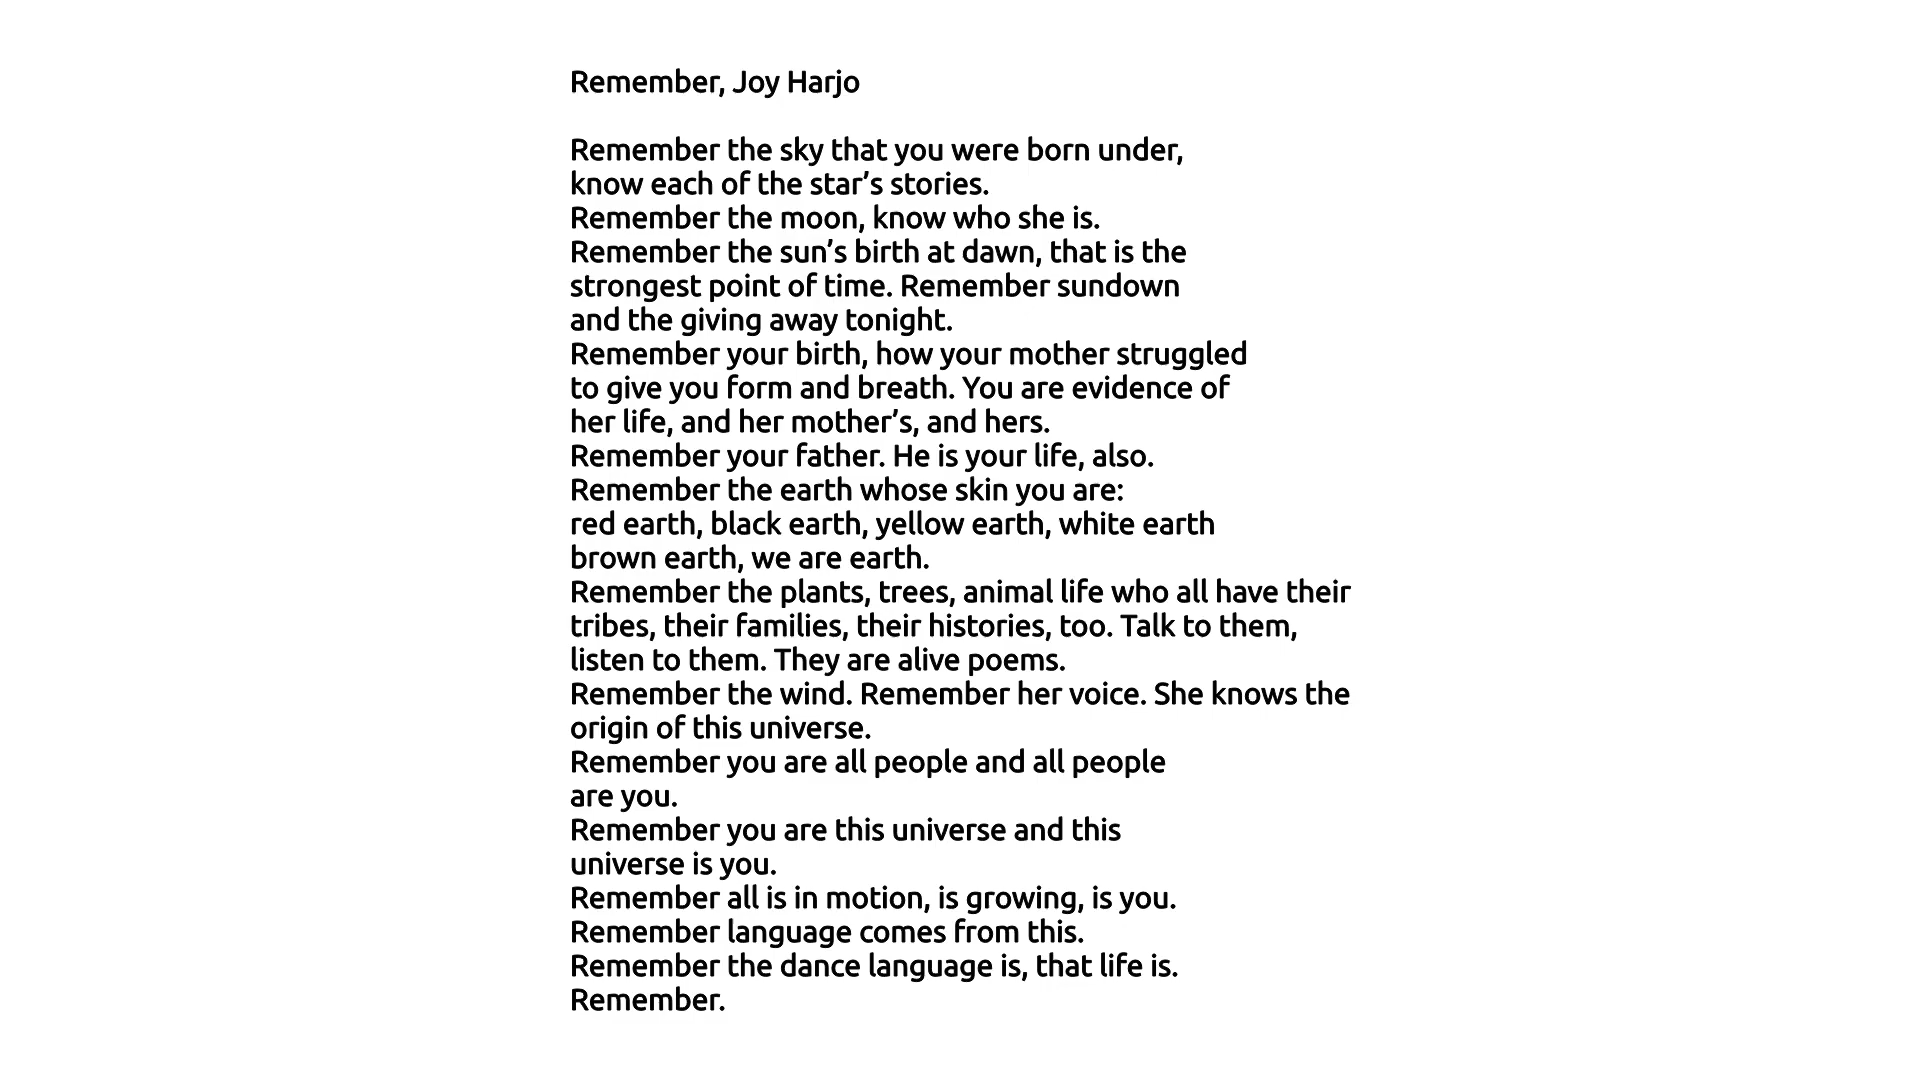 Remember, Joy Harjo

Remember the sky that you were born under,
know each of the star’s stories.
Remember the moon, know who she is.
Remember the sun’s birth at dawn, that is the
strongest point of time. Remember sundown
and the giving away tonight.
Remember your birth, how your mother struggled
to give you form and breath. You are evidence of
her life, and her mother’s, and hers.
Remember your father. He is your life, also.
Remember the earth whose skin you are:
red earth, black earth, yellow earth, white earth
brown earth, we are earth.
Remember the plants, trees, animal life who all have their
tribes, their families, their histories, too. Talk to them,
listen to them. They are alive poems.
Remember the wind. Remember her voice. She knows the
origin of this universe.
Remember you are all people and all people
are you.
Remember you are this universe and this
universe is you.
Remember all is in motion, is growing, is you.
Remember language comes from this.
Remember the dance language is, that life is.
Remember.